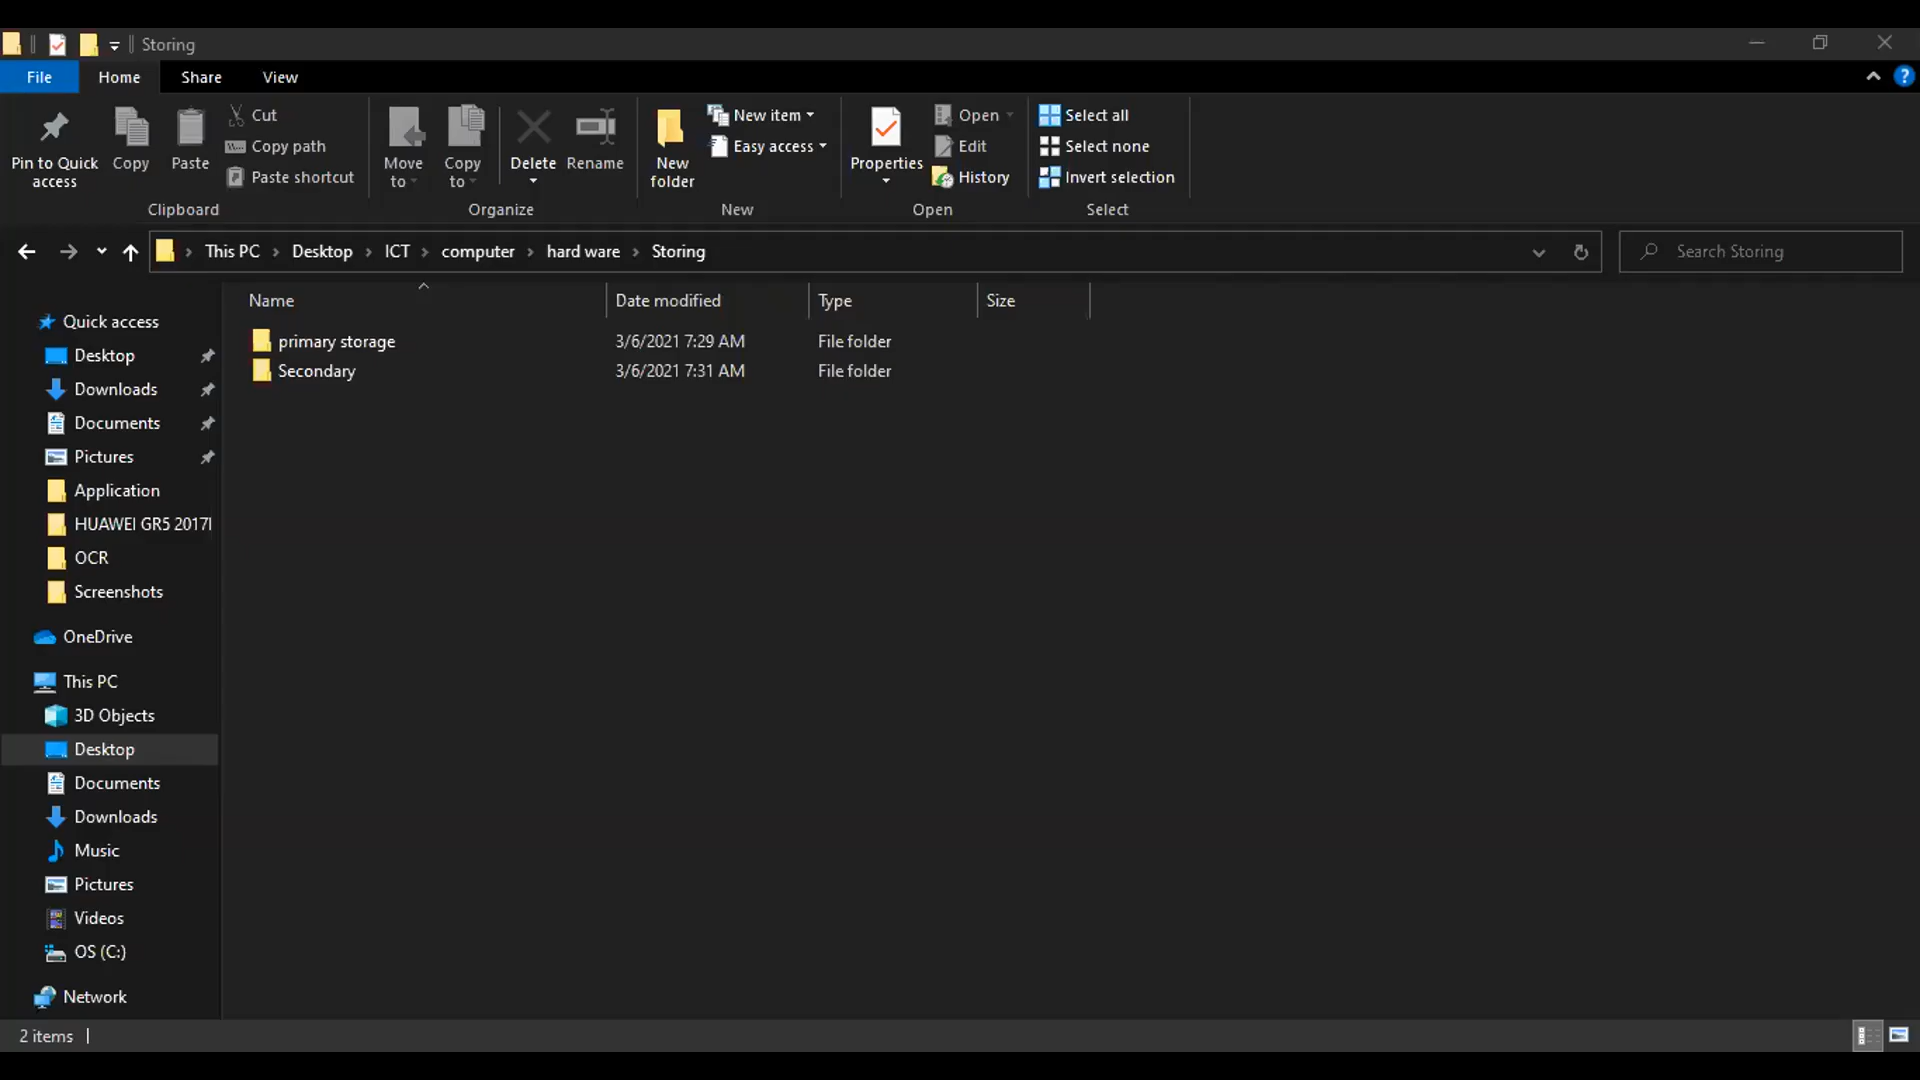 Storing
File Home Share View
Pin to Quick access
Copy
Paste
Cut
Copy path
Paste shortcut
Clipboard
Move to
Copy to
Delete
Rename
Organize
New folder
New item
Easy access
New
Properties
Open
Edit
History
Open
Select all
Select none
Invert selection
Select
This PC > Desktop > ICT > computer > hard ware > Storing
Search Storing
Name Date modified Type Size
primary storage 3/6/2021 7:29 AM File folder
Secondary 3/6/2021 7:31 AM File folder
Quick access
Desktop
Downloads
Documents
Pictures
Application
HUAWEI GR5 2017I
OCR
Screenshots
OneDrive
This PC
3D Objects
Desktop
Documents
Downloads
Music
Pictures
Videos
OS (C:)
Network
2 items